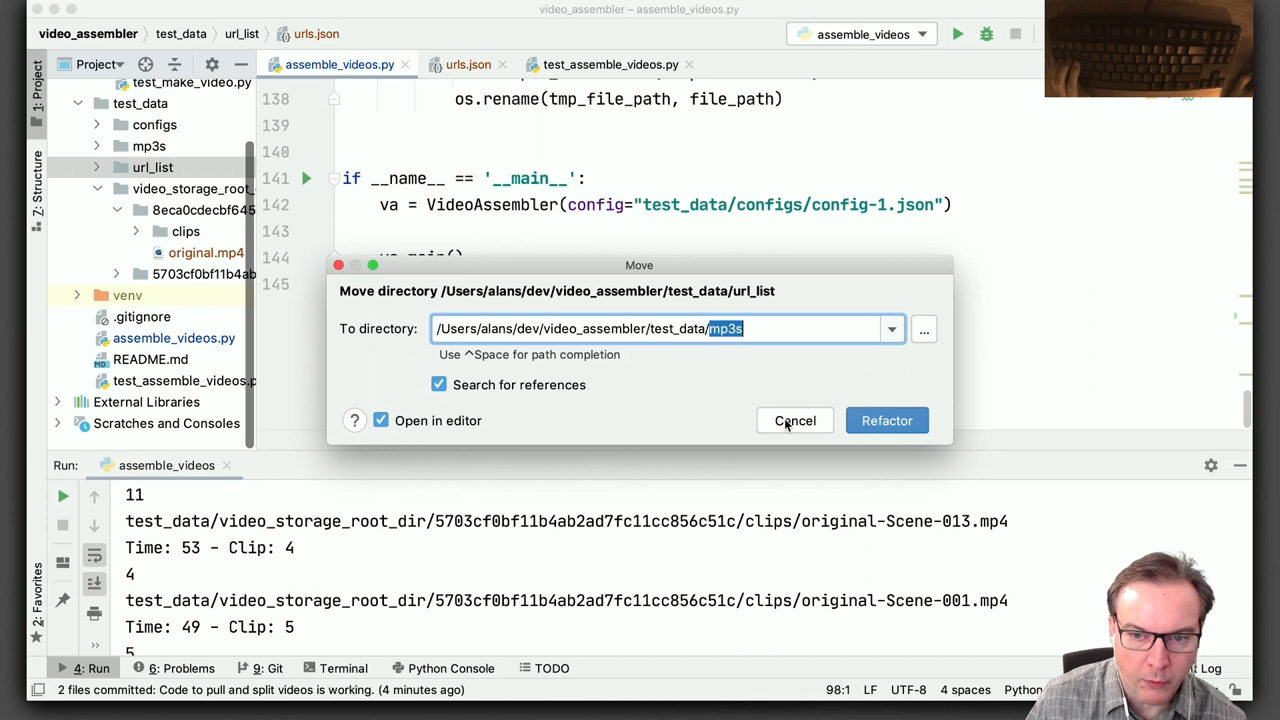 video_assembler – assemble_videos.py
video_assembler
test_data
url_list
urls.json
assemble_videos
1: Project
Project
assemble_videos.py
urls.json
test_assemble_videos.py
test_make_video.py
test_data
configs
mp3s
url_list
video_storage_root_
8eca0cdecbf645
clips
original.mp4
5703cf0bf11b4ab
venv
.gitignore
assemble_videos.py
README.md
test_assemble_videos.p
External Libraries
Scratches and Consoles
Z: Structure
2: Favorites
138 os.rename(tmp_file_path, file_path)
139
140
141 if __name__ == '__main__':
142 va = VideoAssembler(config="test_data/configs/config-1.json")
143
144 va.main()
145
Move
Move directory /Users/alans/dev/video_assembler/test_data/url_list
To directory: /Users/alans/dev/video_assembler/test_data/mp3s ...
Use ^Space for path completion
Search for references
? Open in editor
Cancel
Refactor
Run: assemble_videos
11
test_data/video_storage_root_dir/5703cf0bf11b4ab2ad7fc11cc856c51c/clips/original-Scene-013.mp4
Time: 53 - Clip: 4
4
test_data/video_storage_root_dir/5703cf0bf11b4ab2ad7fc11cc856c51c/clips/original-Scene-001.mp4
Time: 49 - Clip: 5
5
4: Run
6: Problems
9: Git
Terminal
Python Console
TODO
t Log
2 files committed: Code to pull and split videos is working. (4 minutes ago)
98:1 LF UTF-8 4 spaces Python